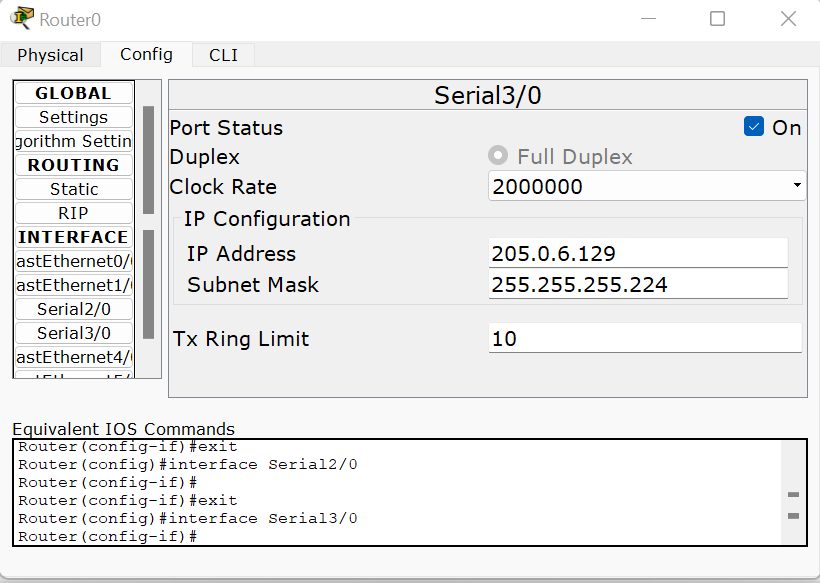 Router0
Physical Config CLI
GLOBAL
Settings
gorithm Settin
ROUTING
Static
RIP
INTERFACE
astEthernet0/
astEthernet1/
Serial2/0
Serial3/0
astEthernet4/
Serial3/0
Port Status On
Duplex Full Duplex
Clock Rate 2000000
IP Configuration
IP Address 205.0.6.129
Subnet Mask 255.255.255.224
Tx Ring Limit 10
Equivalent IOS Commands
Router(config-if)#exit
Router(config)#interface Serial2/0
Router(config-if)#
Router(config-if)#exit
Router(config)#interface Serial3/0
Router(config-if)#